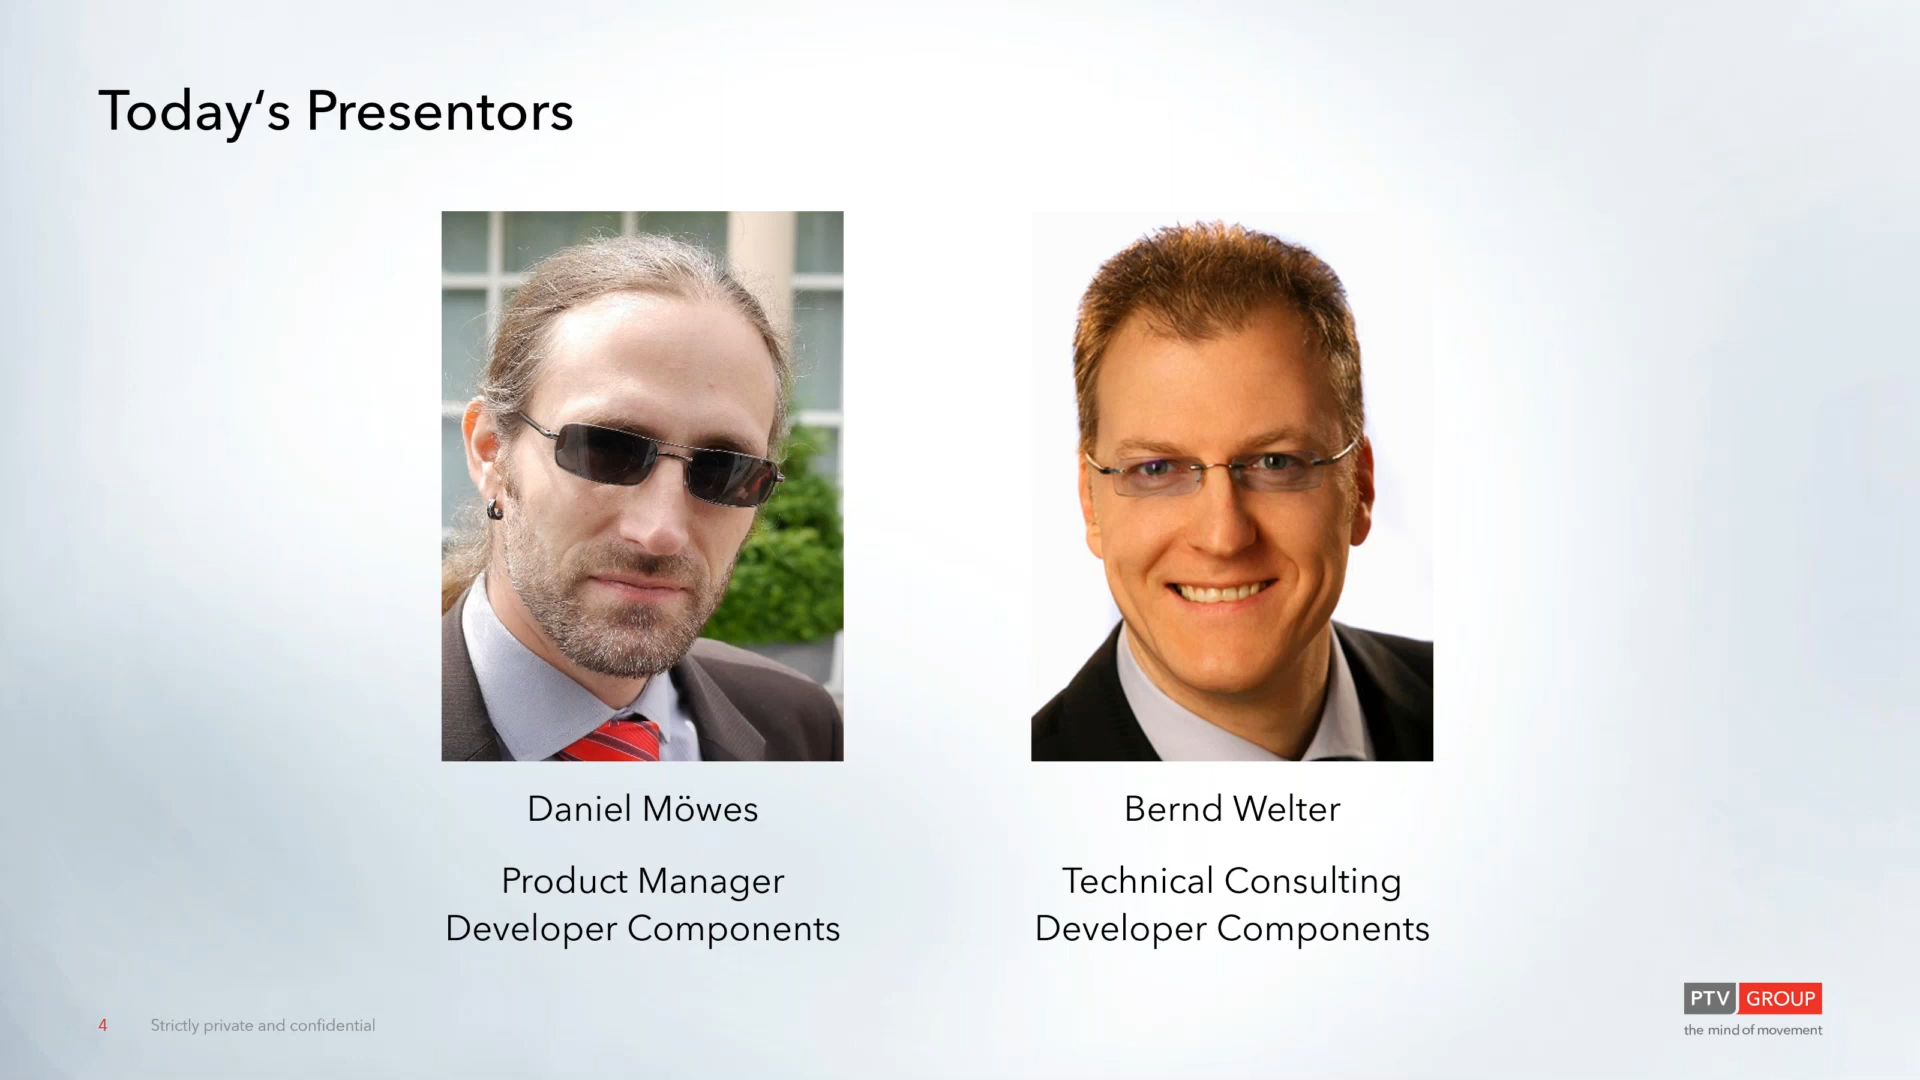 Today‘s Presentors
Daniel Möwes
Product Manager
Developer Components
Bernd Welter
Technical Consulting
Developer Components
4
Strictly private and confidential
PTV GROUP
the mind of movement